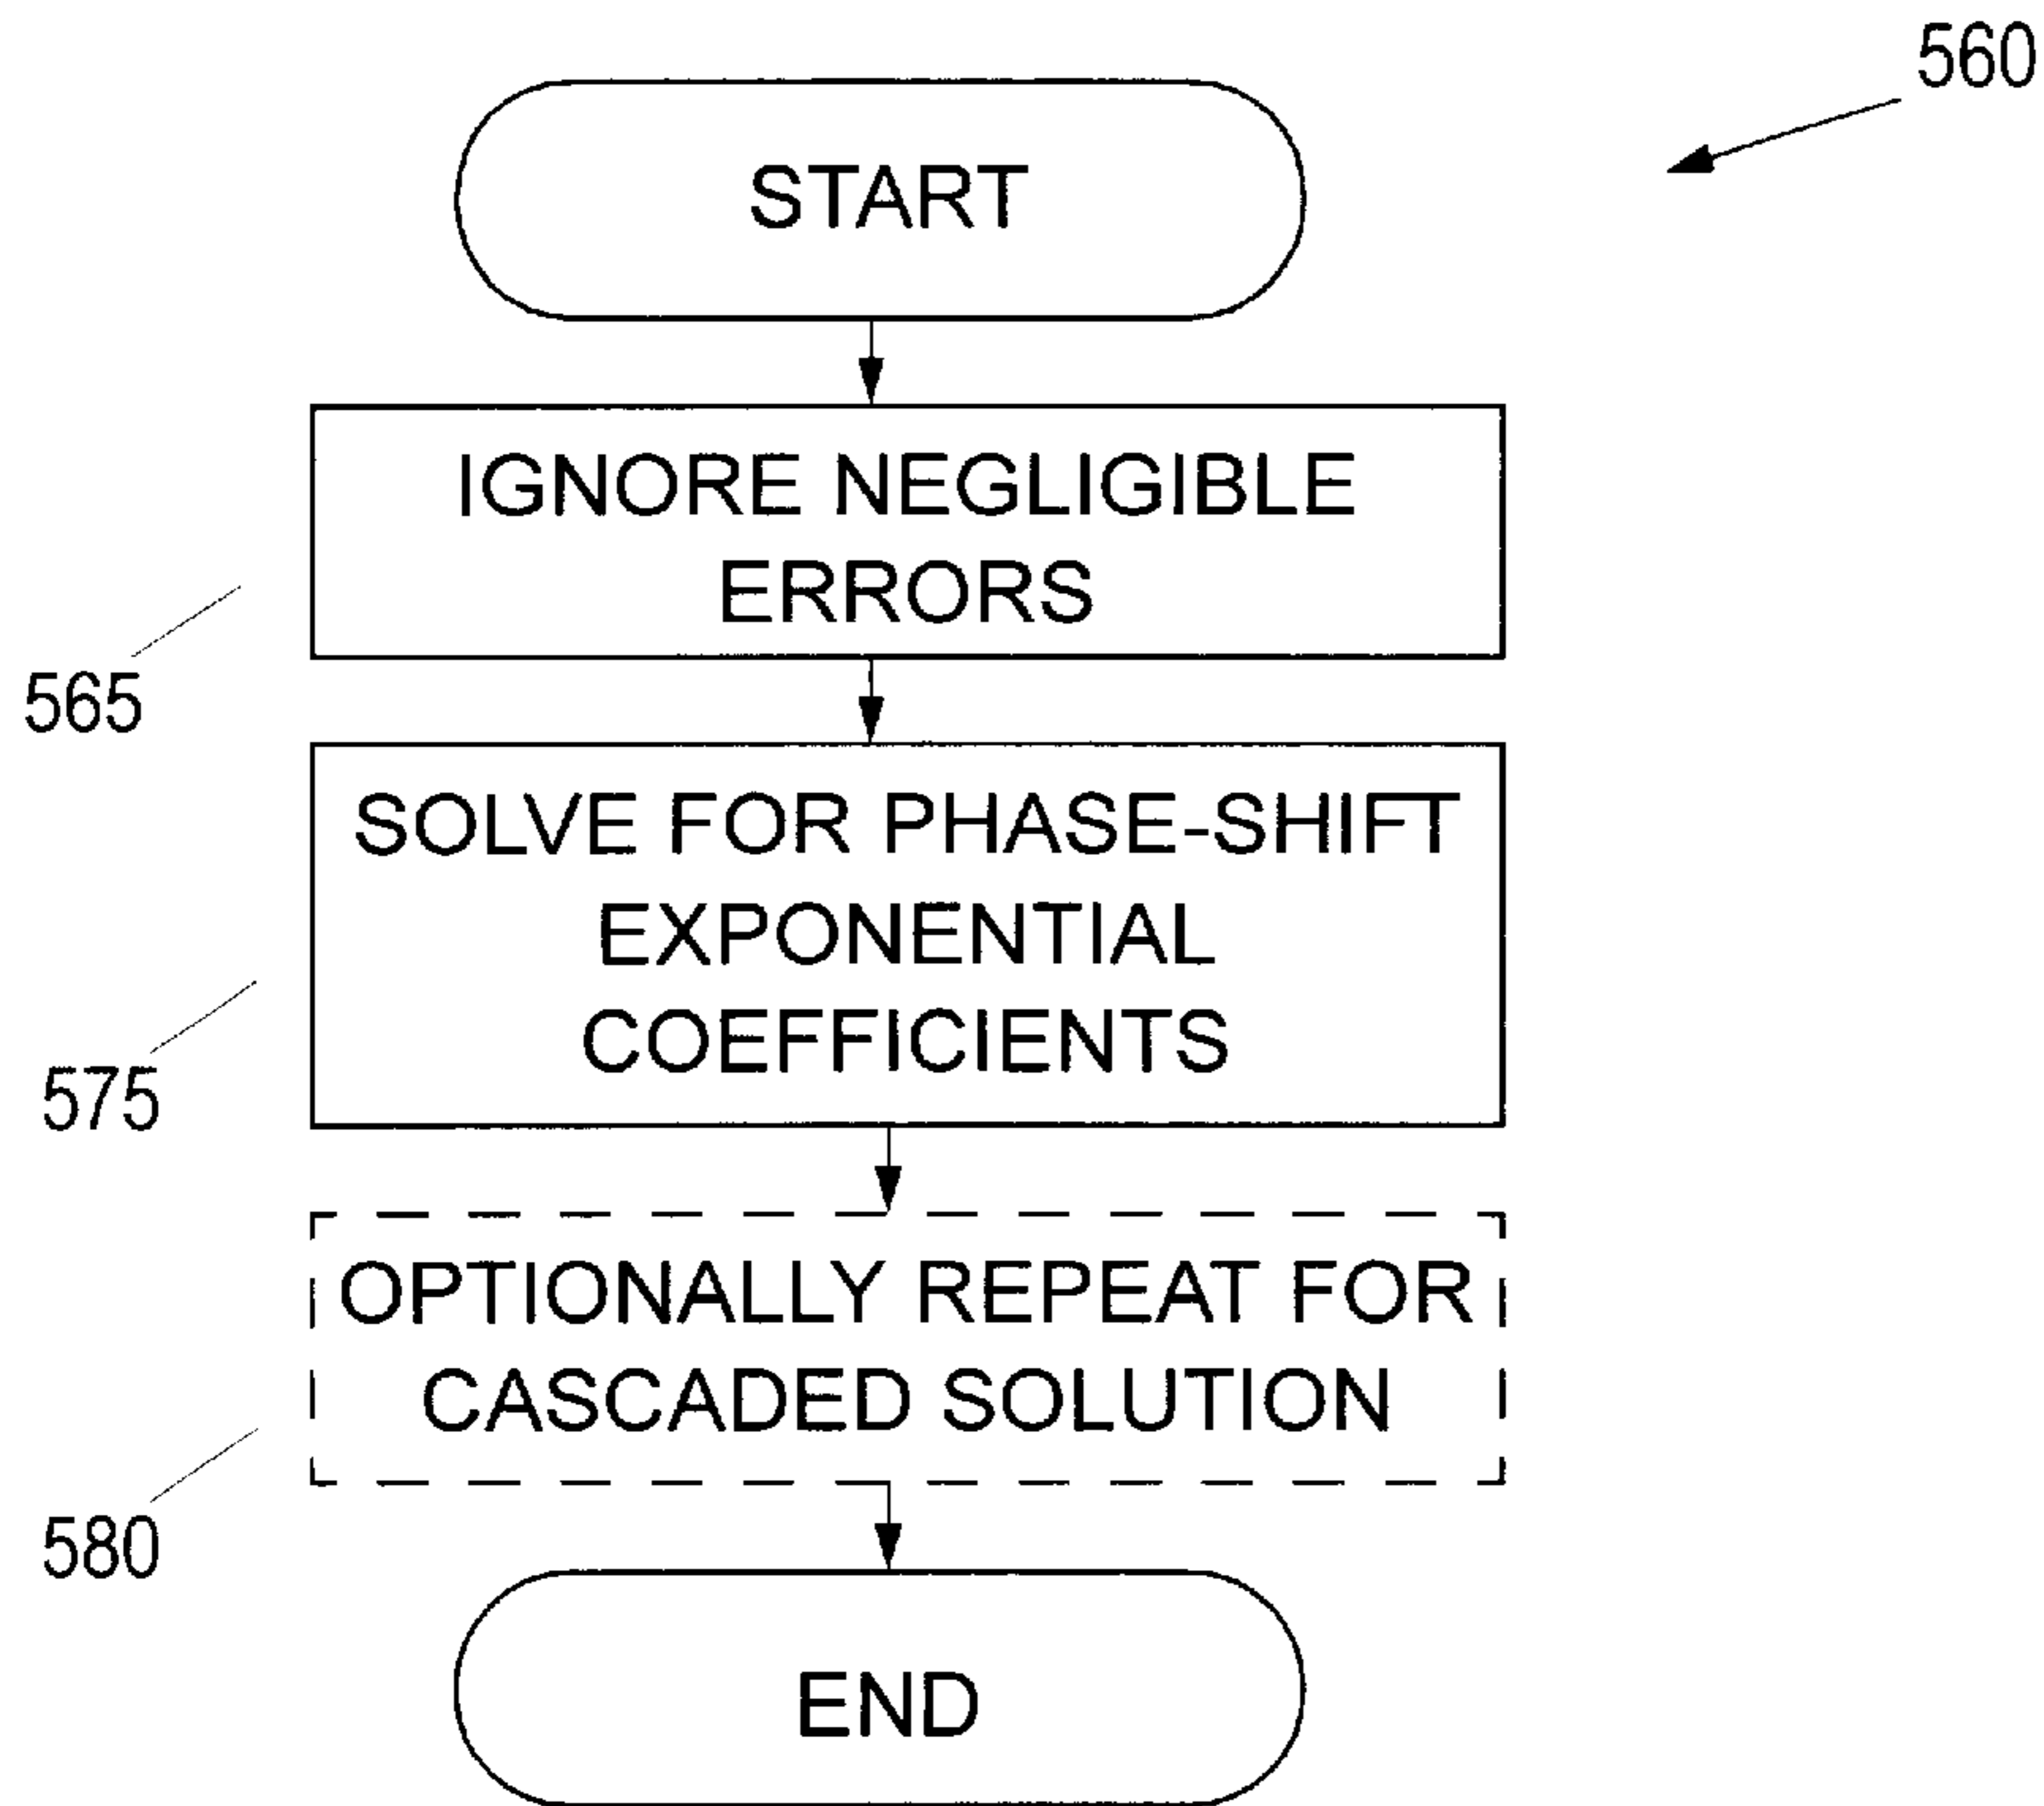 560
START
IGNORE NEGLIGIBLE
ERRORS
565
SOLVE FOR PHASE-SHIFT
EXPONENTIAL
COEFFICIENTS
575
OPTIONALLY REPEAT FOR
CASCADED SOLUTION
580
END